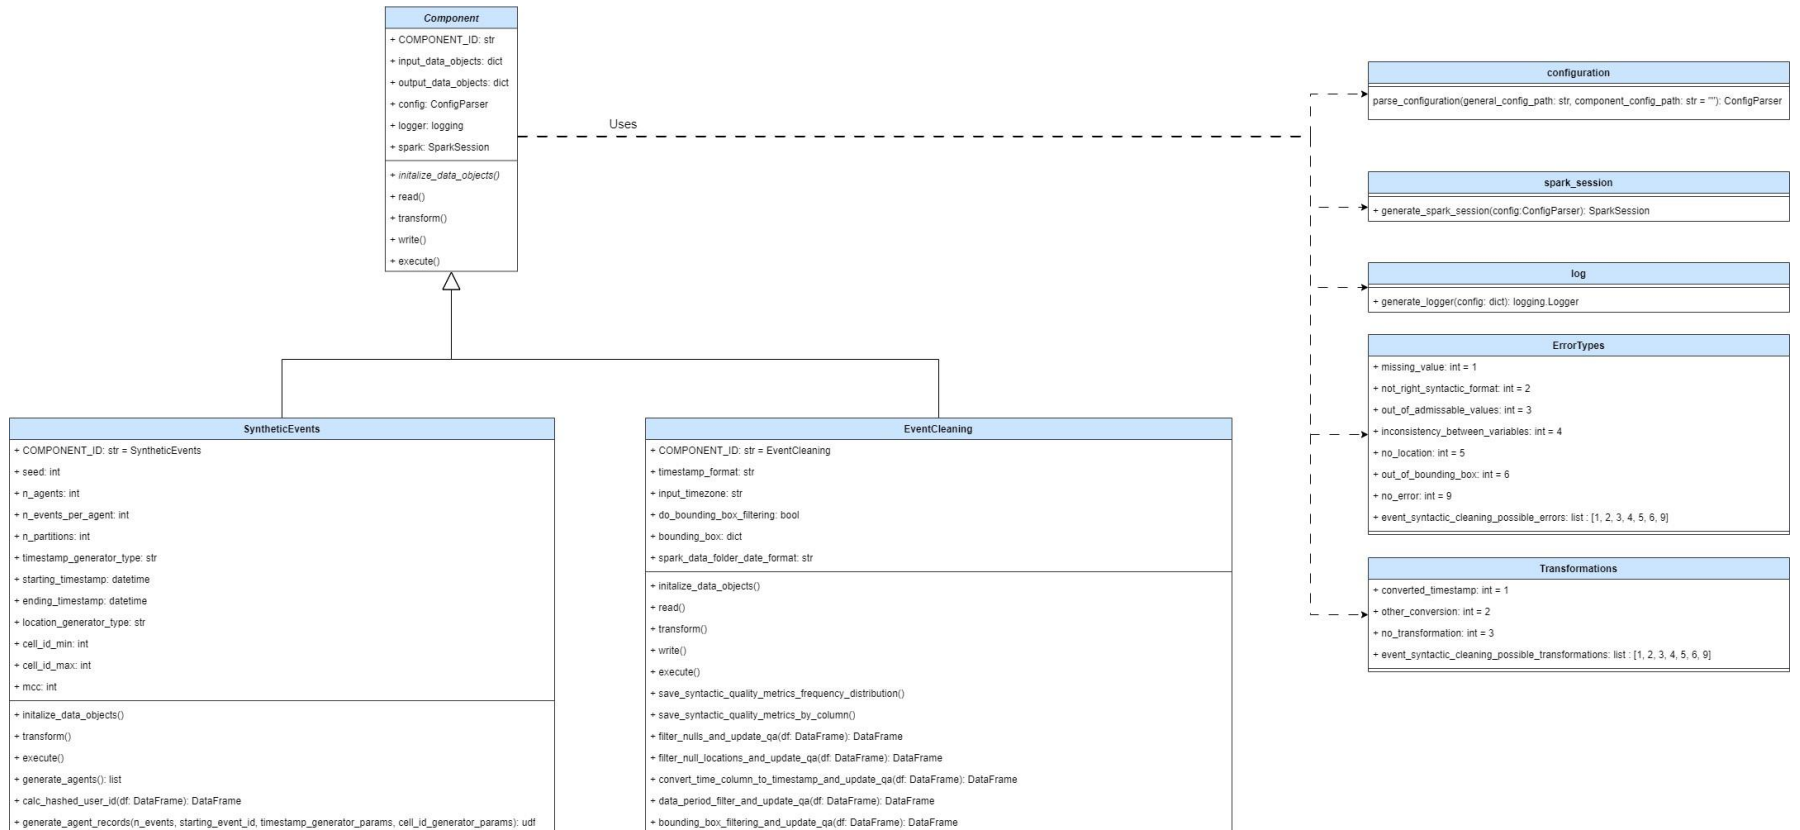 Component
+ COMPONENT_ID: str
+ input_data_objects: dict
+ output_data_objects: dict
+ config: ConfigParser
+ logger: logging
+ spark: SparkSession
+ initalize_data_objects()
+ read()
+ transform()
+ write()
+ execute()
Uses
configuration
parse_configuration(general_config_path: str, component_config_path: str = ""): ConfigParser
spark_session
+ generate_spark_session(config:ConfigParser): SparkSession
log
+ generate_logger(config: dict): logging.Logger
ErrorTypes
+ missing_value: int = 1
+ not_right_syntactic_format: int = 2
+ out_of_admissable_values: int = 3
+ inconsistency_between_variables: int = 4
+ no_location: int = 5
+ out_of_bounding_box: int = 6
+ no_error: int = 9
+ event_syntactic_cleaning_possible_errors: list : [1, 2, 3, 4, 5, 6, 9]
Transformations
+ converted_timestamp: int = 1
+ other_conversion: int = 2
+ no_transformation: int = 3
+ event_syntactic_cleaning_possible_transformations: list : [1, 2, 3, 4, 5, 6, 9]
SyntheticEvents
+ COMPONENT_ID: str = SyntheticEvents
+ seed: int
+ n_agents: int
+ n_events_per_agent: int
+ n_partitions: int
+ timestamp_generator_type: str
+ starting_timestamp: datetime
+ ending_timestamp: datetime
+ location_generator_type: str
+ cell_id_min: int
+ cell_id_max: int
+ mcc: int
+ initalize_data_objects()
+ transform()
+ execute()
+ generate_agents(): list
+ calc_hashed_user_id(df: DataFrame): DataFrame
+ generate_agent_records(n_events, starting_event_id, timestamp_generator_params, cell_id_generator_params): udf
EventCleaning
+ COMPONENT_ID: str = EventCleaning
+ timestamp_format: str
+ input_timezone: str
+ do_bounding_box_filtering: bool
+ bounding_box: dict
+ spark_data_folder_date_format: str
+ initalize_data_objects()
+ read()
+ transform()
+ write()
+ execute()
+ save_syntactic_quality_metrics_frequency_distribution()
+ save_syntactic_quality_metrics_by_column()
+ filter_nulls_and_update_qa(df: DataFrame): DataFrame
+ filter_null_locations_and_update_qa(df: DataFrame): DataFrame
+ convert_time_column_to_timestamp_and_update_qa(df: DataFrame): DataFrame
+ data_period_filter_and_update_qa(df: DataFrame): DataFrame
+ bounding_box_filtering_and_update_qa(df: DataFrame): DataFrame